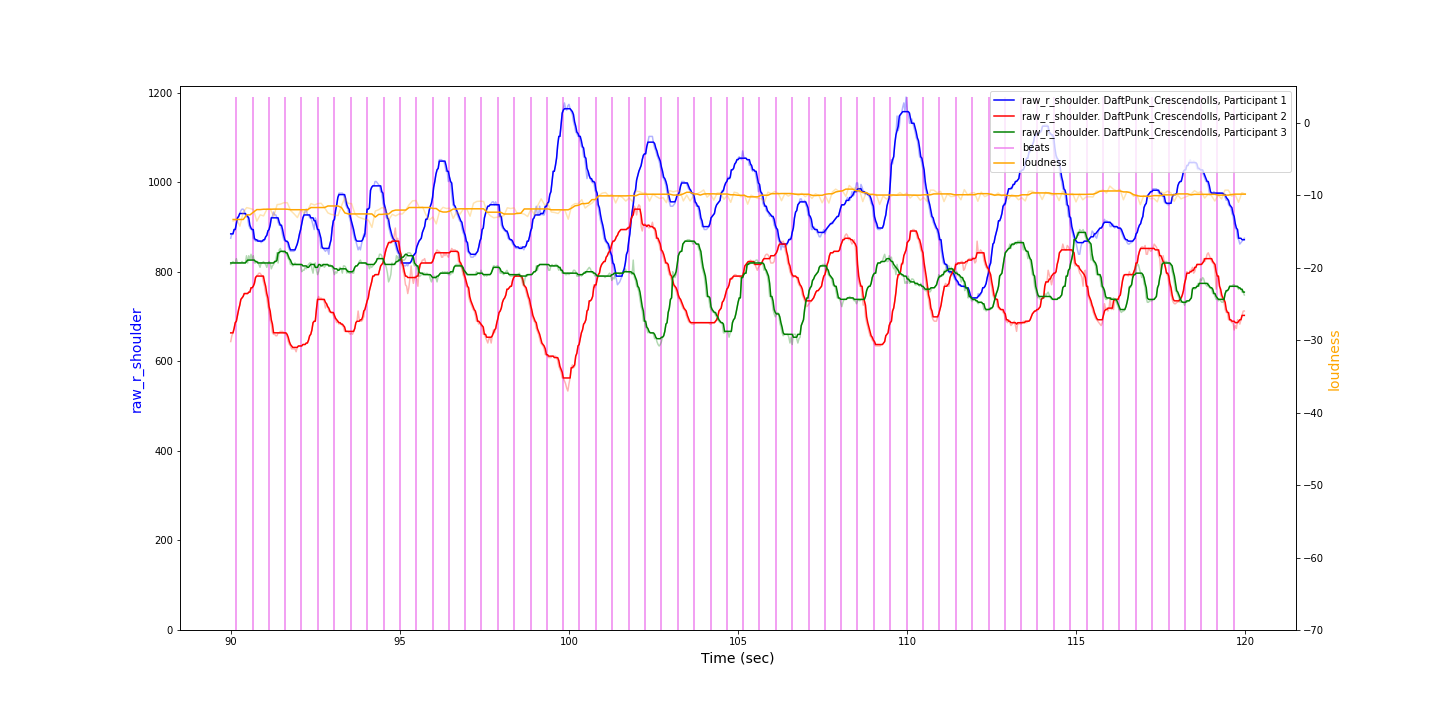 1200
1000
800
600
400
200
0
raw_r_shoulder
raw_r_shoulder. DaftPunk_Crescendolls, Participant 1
raw_r_shoulder. DaftPunk_Crescendolls, Participant 2
raw_r_shoulder. DaftPunk_Crescendolls, Participant 3
beats
loudness
0
−10
−20
−30
−40
−50
−60
−70
loudness
90 95 100 105 110 115 120
Time (sec)